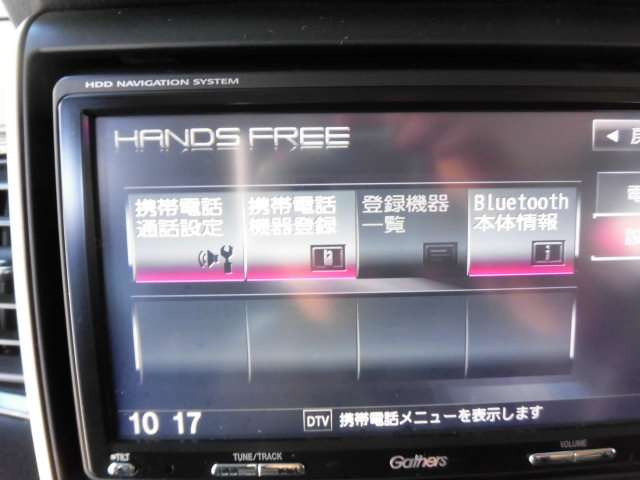 HDD NAVIGATION SYSTEM
HANDS FREE
携帯電話
通話設定
携帯電話
機器登録
登録機器
一覧
Bluetooth
本体情報
10 17
DTV 携帯電話メニューを表示します
TILT
TUNE/TRACK
Gathers
VOLUME